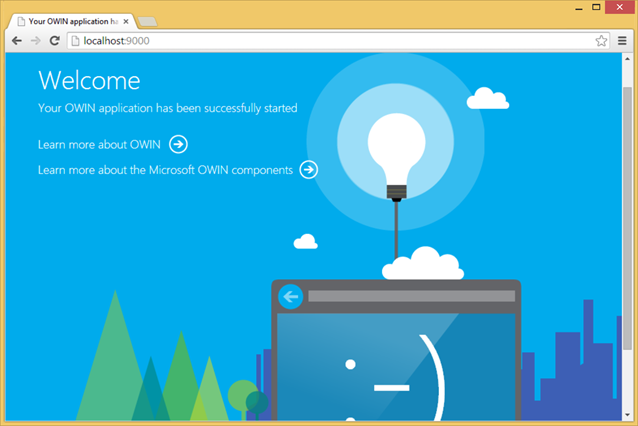 Your OWIN application ha
localhost:9000
Welcome
Your OWIN application has been successfully started
Learn more about OWIN
Learn more about the Microsoft OWIN components
:-)